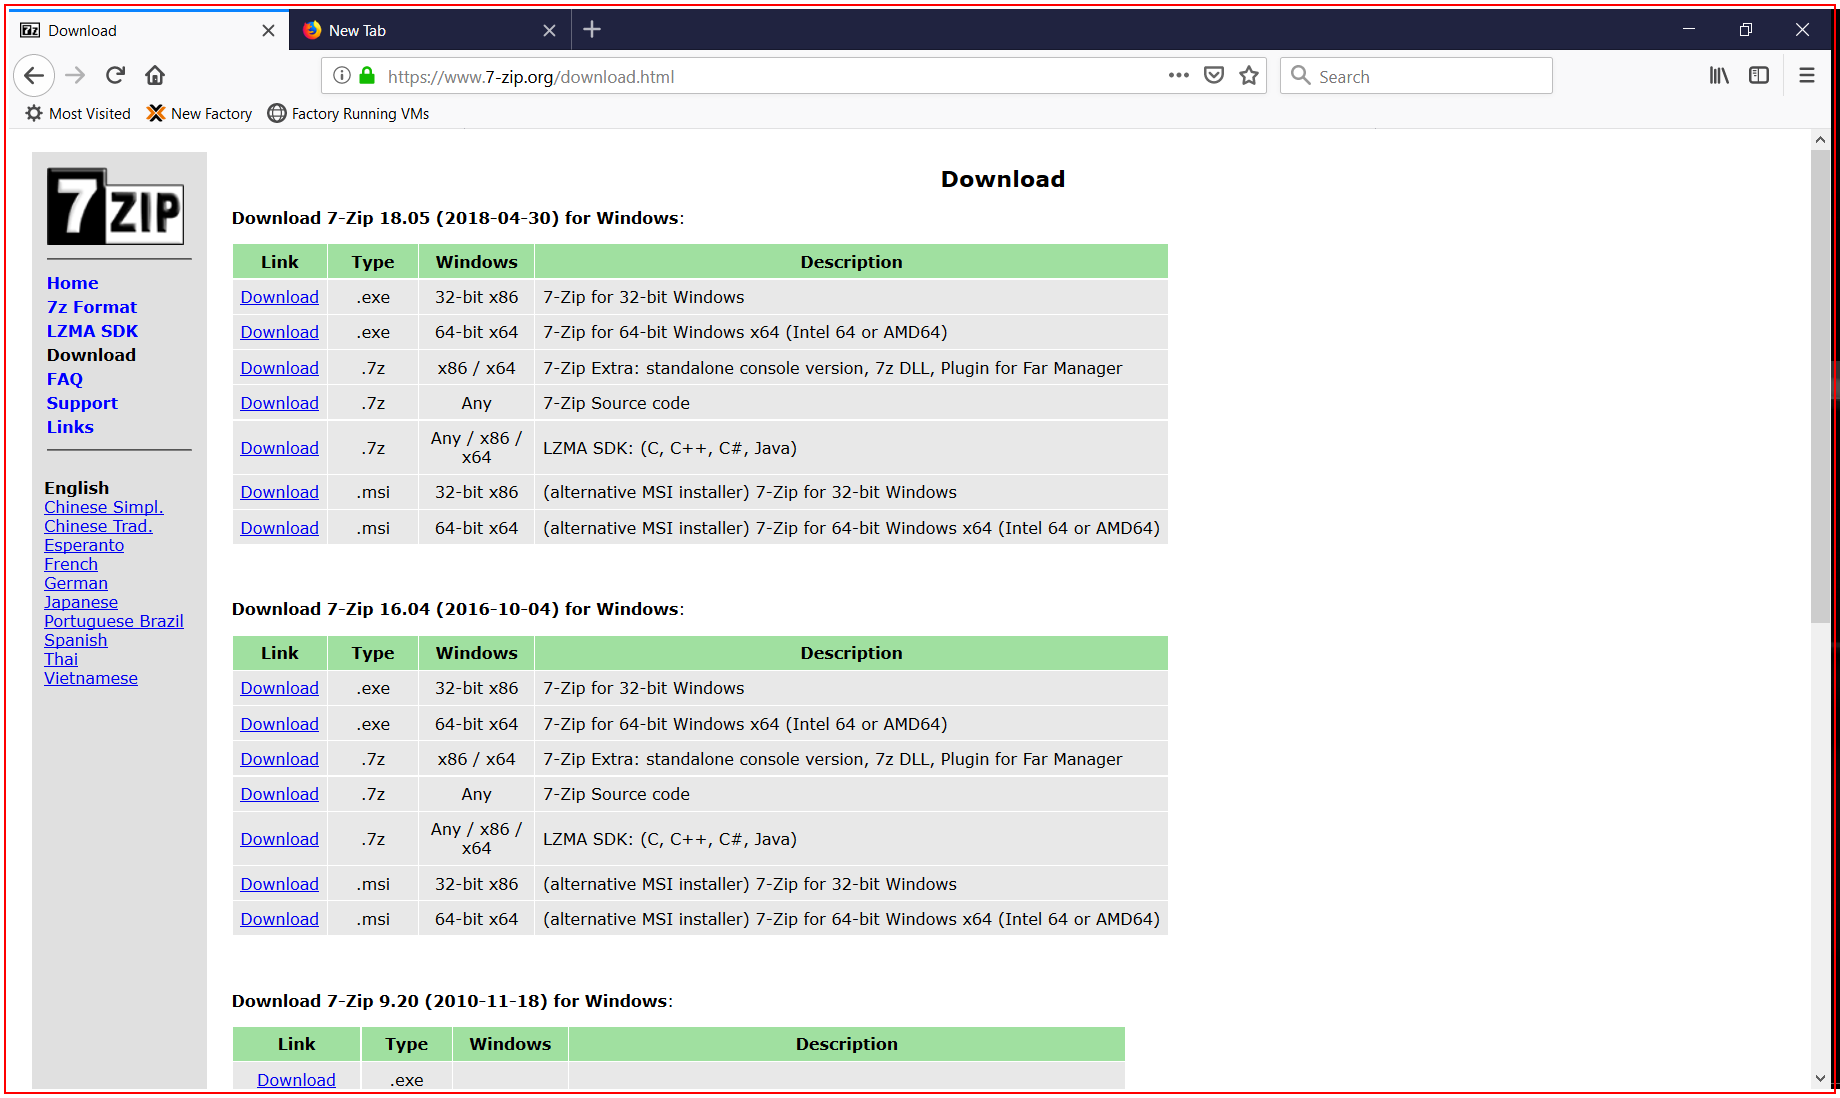 7z Download
New Tab
https://www.7-zip.org/download.html
Search
Most Visited
New Factory
Factory Running VMs
7ZIP
Home
7z Format
LZMA SDK
Download
FAQ
Support
Links
English
Chinese Simpl.
Chinese Trad.
Esperanto
French
German
Japanese
Portuguese Brazil
Spanish
Thai
Vietnamese
Download
Download 7-Zip 18.05 (2018-04-30) for Windows:
Link Type Windows Description
Download .exe 32-bit x86 7-Zip for 32-bit Windows
Download .exe 64-bit x64 7-Zip for 64-bit Windows x64 (Intel 64 or AMD64)
Download .7z x86 / x64 7-Zip Extra: standalone console version, 7z DLL, Plugin for Far Manager
Download .7z Any 7-Zip Source code
Download .7z Any / x86 / x64 LZMA SDK: (C, C++, C#, Java)
Download .msi 32-bit x86 (alternative MSI installer) 7-Zip for 32-bit Windows
Download .msi 64-bit x64 (alternative MSI installer) 7-Zip for 64-bit Windows x64 (Intel 64 or AMD64)
Download 7-Zip 16.04 (2016-10-04) for Windows:
Link Type Windows Description
Download .exe 32-bit x86 7-Zip for 32-bit Windows
Download .exe 64-bit x64 7-Zip for 64-bit Windows x64 (Intel 64 or AMD64)
Download .7z x86 / x64 7-Zip Extra: standalone console version, 7z DLL, Plugin for Far Manager
Download .7z Any 7-Zip Source code
Download .7z Any / x86 / x64 LZMA SDK: (C, C++, C#, Java)
Download .msi 32-bit x86 (alternative MSI installer) 7-Zip for 32-bit Windows
Download .msi 64-bit x64 (alternative MSI installer) 7-Zip for 64-bit Windows x64 (Intel 64 or AMD64)
Download 7-Zip 9.20 (2010-11-18) for Windows:
Link Type Windows Description
Download .exe